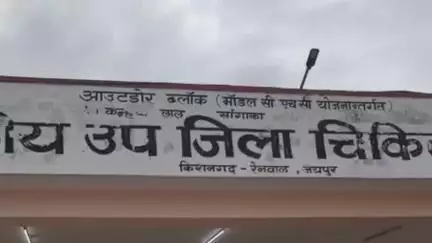 आउटडोर ब्लॉक (मॉडल सी एच सी योजनान्तर्गत)
लाल सांगाका
ीय उप जिला चिकि
किशनगढ़ - रेनवाल, जयपुर